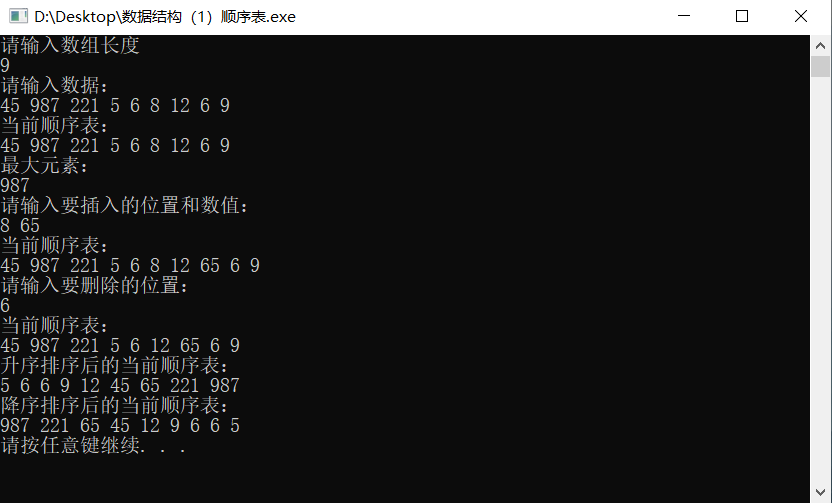 D:\Desktop\数据结构（1）顺序表.exe
请输入数组长度
9
请输入数据：
45 987 221 5 6 8 12 6 9
当前顺序表：
45 987 221 5 6 8 12 6 9
最大元素：
987
请输入要插入的位置和数值：
8 65
当前顺序表：
45 987 221 5 6 8 12 65 6 9
请输入要删除的位置：
6
当前顺序表：
45 987 221 5 6 12 65 6 9
升序排序后的当前顺序表：
5 6 6 9 12 45 65 221 987
降序排序后的当前顺序表：
987 221 65 45 12 9 6 6 5
请按任意键继续. . .